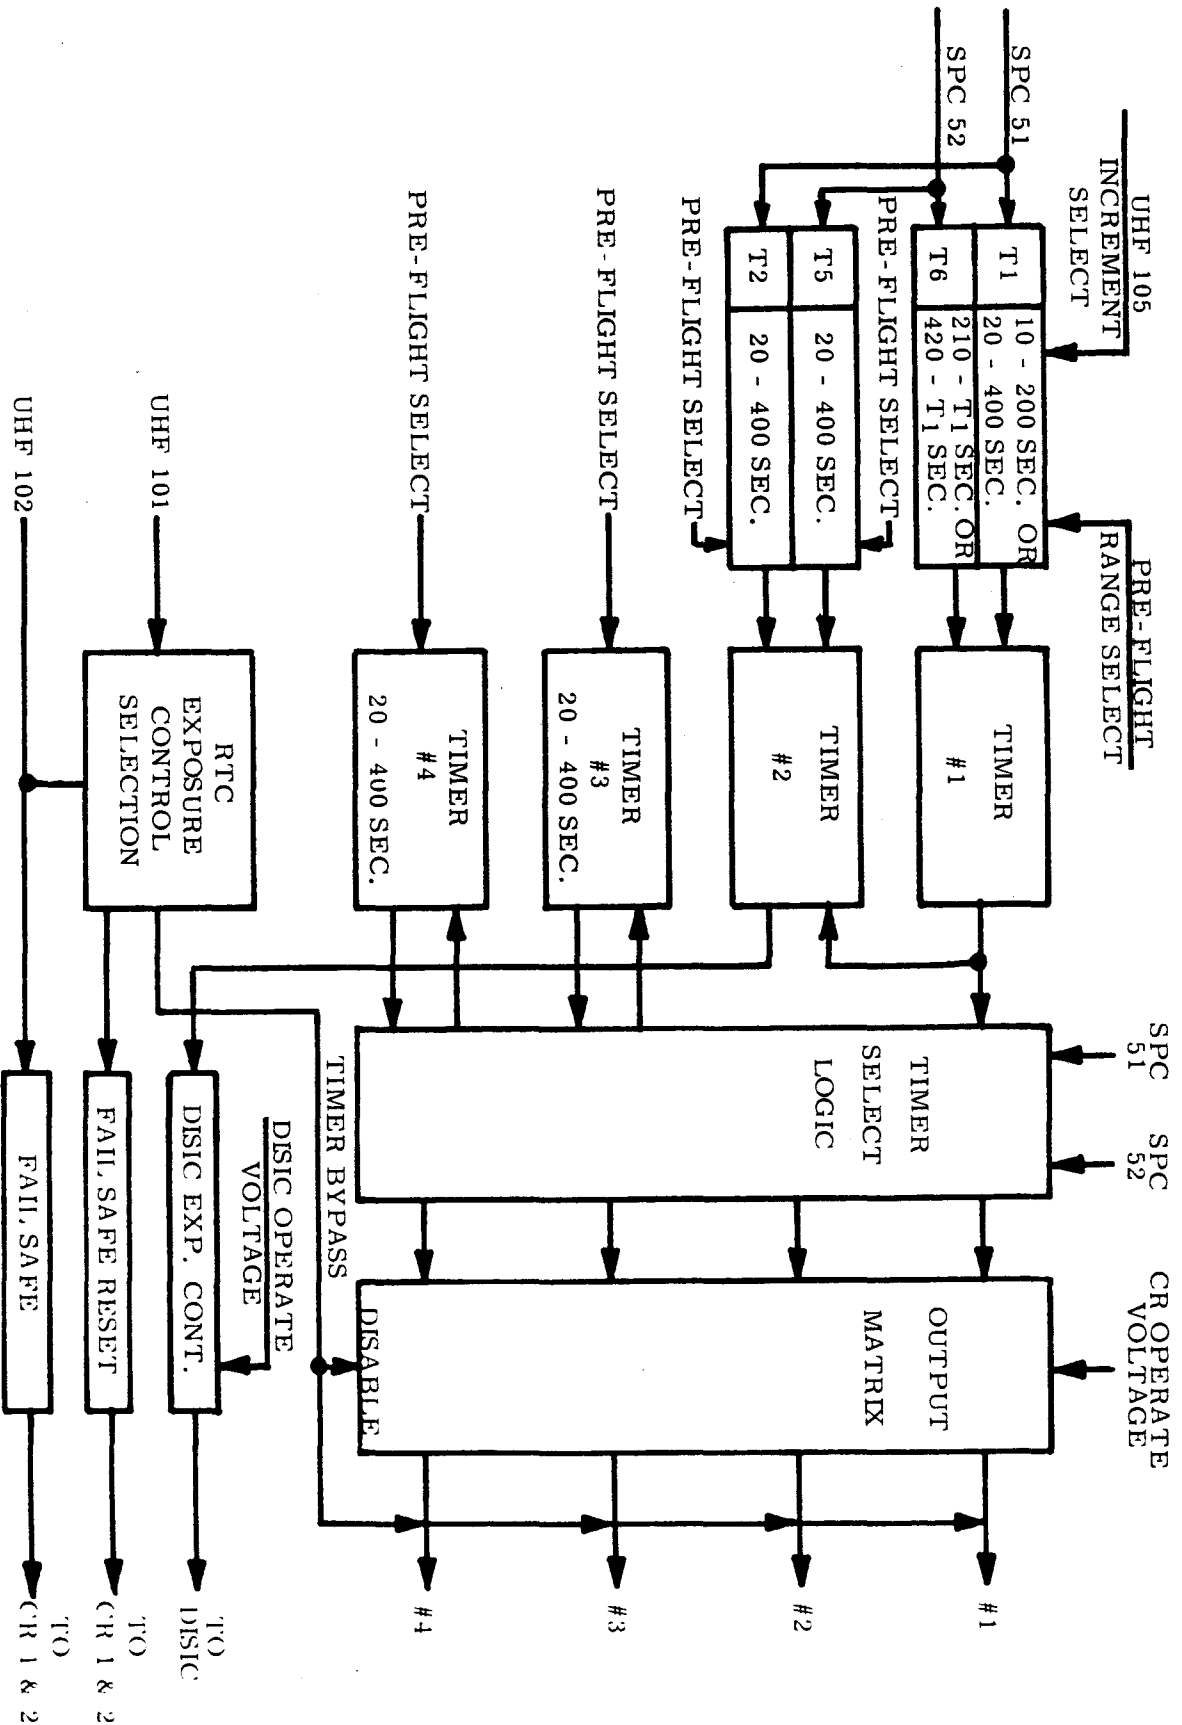 SPC 51
SPC 52
UHF 105
INCREMENT
SELECT
PRE-FLIGHT
RANGE SELECT
T1
10 - 200 SEC. OR
20 - 400 SEC.
T6
210 - T1 SEC. OR
420 - T1 SEC.
PRE-FLIGHT SELECT
T5
20 - 400 SEC.
T2
20 - 400 SEC.
PRE-FLIGHT SELECT
PRE-FLIGHT SELECT
PRE-FLIGHT SELECT
UHF 101
UHF 102
TIMER
#1
TIMER
#2
TIMER
#3
20 - 400 SEC.
TIMER
#4
20 - 400 SEC.
RTC
EXPOSURE
CONTROL
SELECTION
SPC
51
SPC
52
TIMER
SELECT
LOGIC
TIMER BYPASS
CR OPERATE
VOLTAGE
OUTPUT
MATRIX
DISABLE
DISIC OPERATE
VOLTAGE
DISIC EXP. CONT.
FAIL SAFE RESET
FAIL SAFE
#1
#2
#3
#4
TO
DISIC
TO
CR 1 & 2
TO
CR 1 & 2